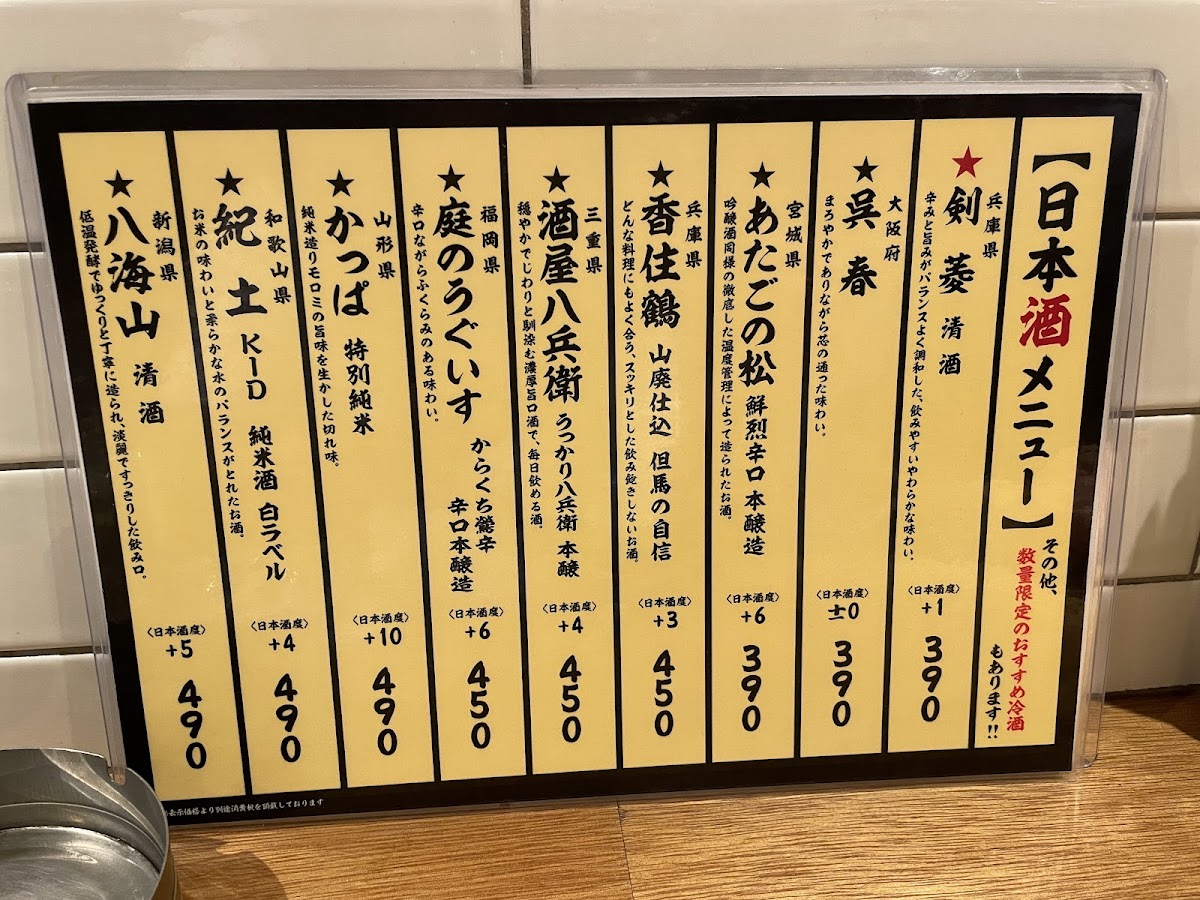 【日本酒メニュー】
その他、
数量限定のおすすめ冷酒
もあります!!
兵庫県
★剣菱 清酒
辛みと旨みがバランスよく調和した、飲みやすいやわらかな味わい。
〈日本酒度〉
+1
390
大阪府
★呉春
まろやかでありながら芯の通った味わい。
〈日本酒度〉
±0
390
宮城県
★あたごの松 鮮烈辛口 本醸造
吟醸酒同様の徹底した温度管理によって造られたお酒。
〈日本酒度〉
+6
390
兵庫県
★香住鶴 山廃仕込 但馬の自信
どんな料理にもよく合う、スッキリとした飲み飽きしないお酒。
〈日本酒度〉
+3
450
三重県
★酒屋八兵衛 うっかり八兵衛 本醸
穏やかでじわりと馴染む濃厚旨口酒で、毎日飲める酒。
〈日本酒度〉
+4
450
福岡県
★庭のうぐいす からくち鶯辛
辛口本醸造
辛口ながらふくらみのある味わい。
〈日本酒度〉
+6
450
山形県
★かっぱ 特別純米
純米造りモロミの旨味を生かした切れ味。
〈日本酒度〉
+10
490
和歌山県
★紀土 KID 純米酒 白ラベル
お米の味わいと柔らかな水のバランスがとれたお酒。
〈日本酒度〉
+4
490
新潟県
★八海山 清酒
低温発酵でゆっくりと丁寧に造られ、淡麗ですっきりした飲み口。
〈日本酒度〉
+5
490
表示価格より別途消費税を頂戴しております